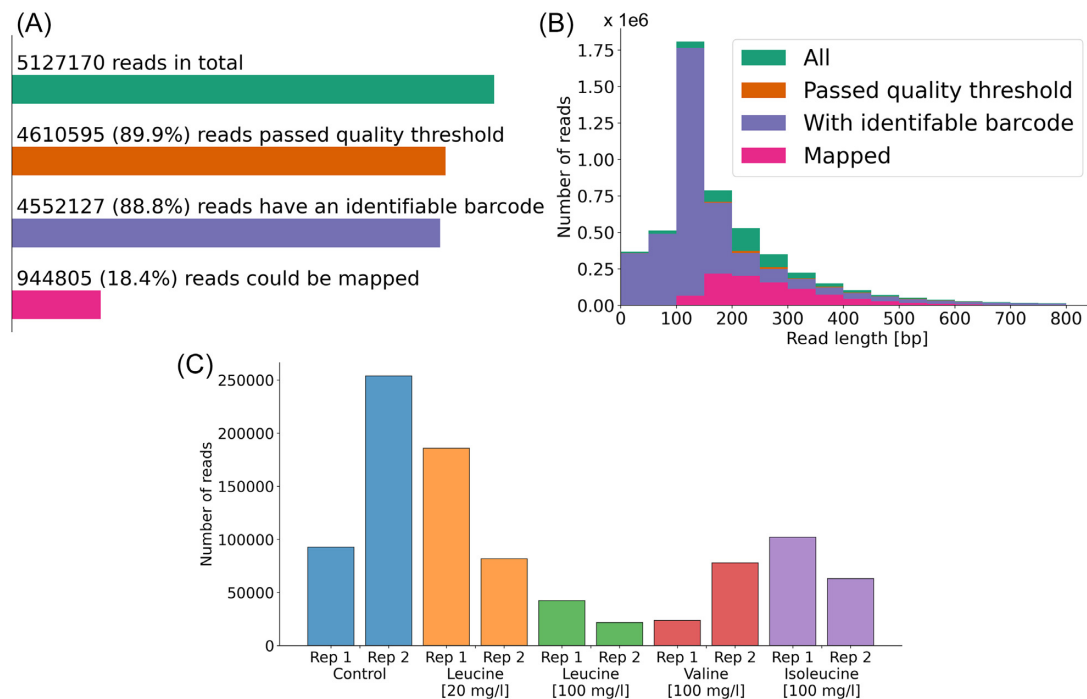 (A)
5127170 reads in total
4610595 (89.9%) reads passed quality threshold
4552127 (88.8%) reads have an identifiable barcode
944805 (18.4%) reads could be mapped
(B)
x 1e6
1.75
1.50
1.25
1.00
0.75
0.50
0.25
0.00
Number of reads
0 100 200 300 400 500 600 700 800
Read length [bp]
All
Passed quality threshold
With identifable barcode
Mapped
(C)
250000
200000
150000
100000
50000
0
Number of reads
Rep 1 Rep 2 Rep 1 Rep 2 Rep 1 Rep 2 Rep 1 Rep 2 Rep 1 Rep 2
Control Leucine Leucine Valine Isoleucine
[20 mg/l] [100 mg/l] [100 mg/l] [100 mg/l]